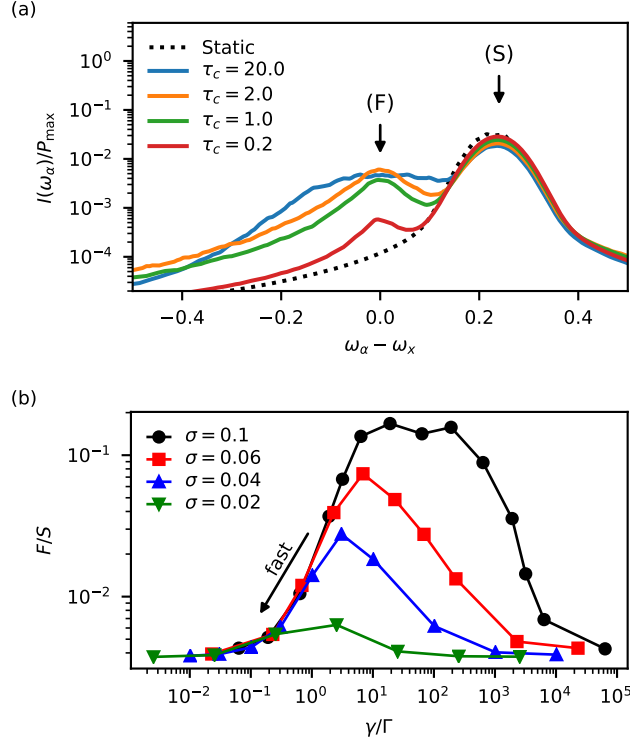 (a)
Static
τ_c = 20.0
τ_c = 2.0
τ_c = 1.0
τ_c = 0.2
(F)
(S)
10^0
10^{-1}
10^{-2}
10^{-3}
10^{-4}
I(ω_α)/P_max
−0.4
−0.2
0.0
0.2
0.4
ω_α − ω_x
(b)
σ = 0.1
σ = 0.06
σ = 0.04
σ = 0.02
fast
10^{-1}
10^{-2}
F/S
10^{-2}
10^{-1}
10^0
10^1
10^2
10^3
10^4
10^5
γ/Γ